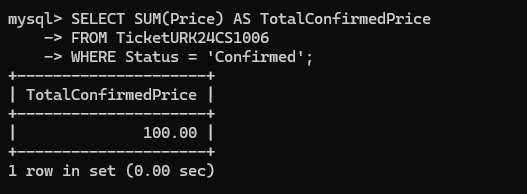 mysql> SELECT SUM(Price) AS TotalConfirmedPrice
    -> FROM TicketURK24CS1006
    -> WHERE Status = 'Confirmed';
+---------------------+
| TotalConfirmedPrice |
+---------------------+
|              100.00 |
+---------------------+
1 row in set (0.00 sec)